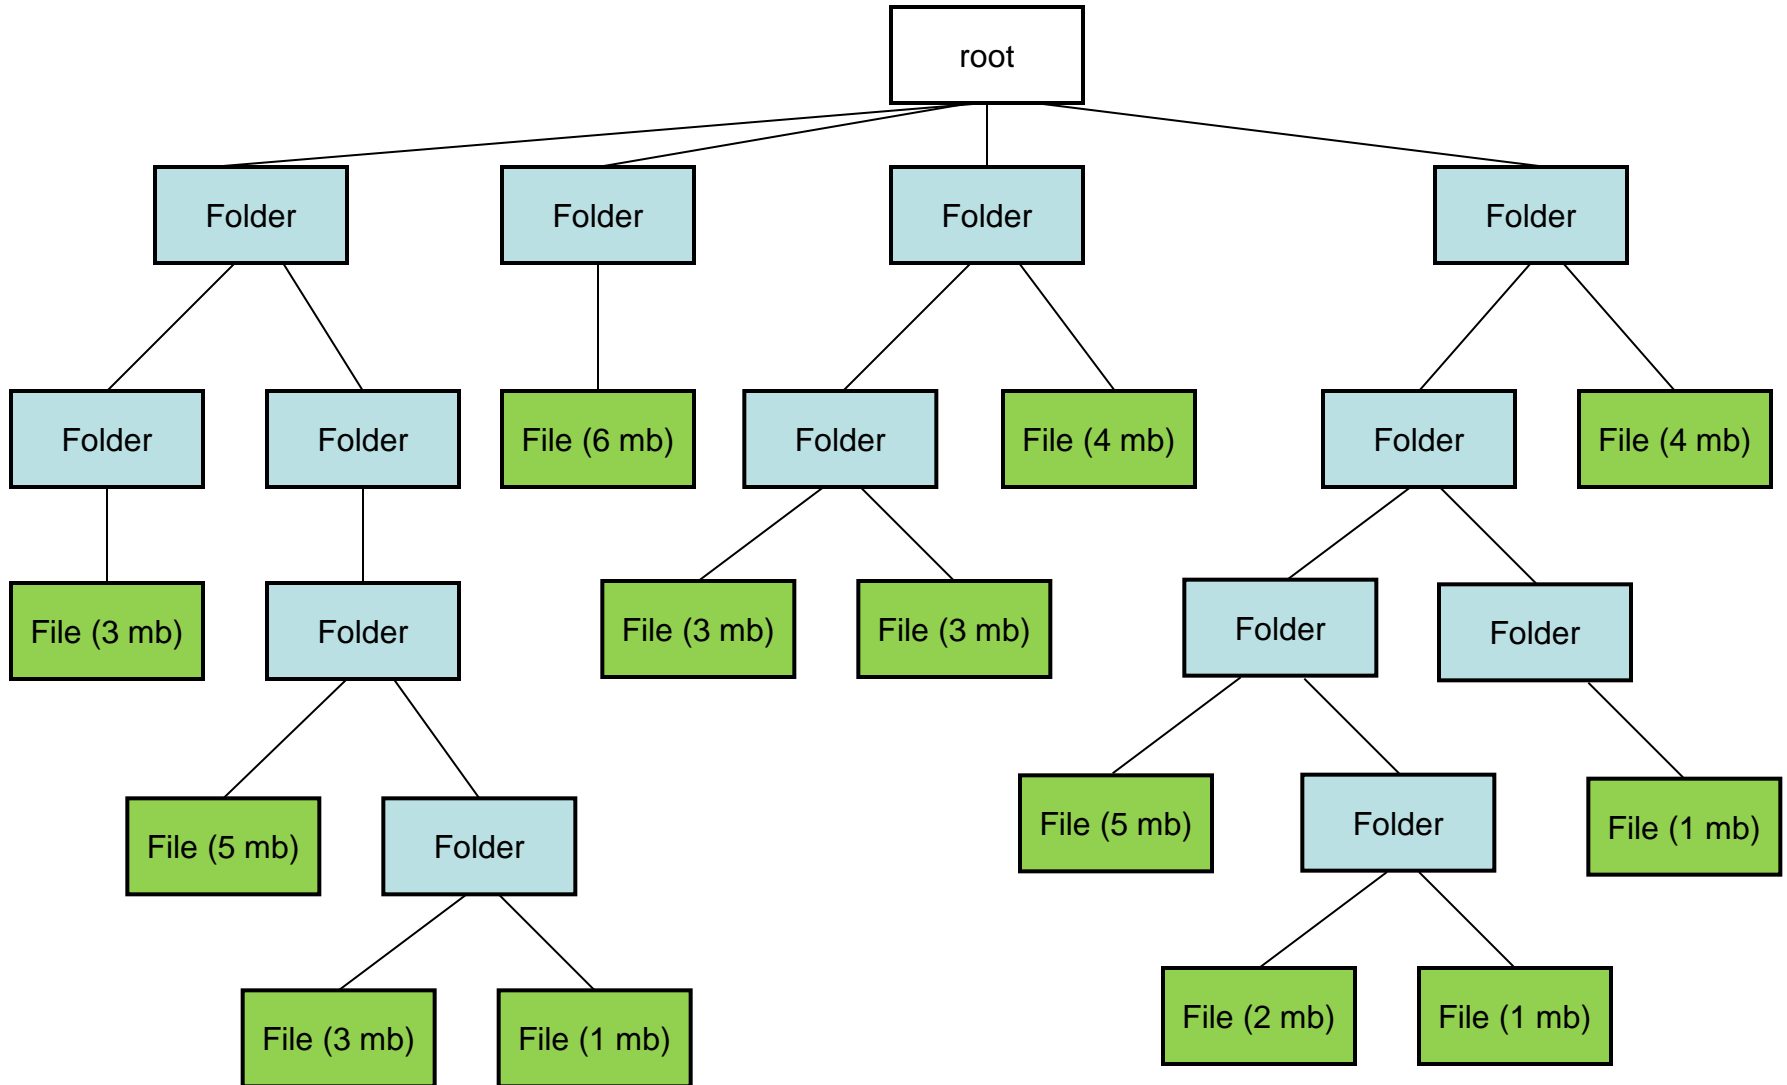 root
Folder
Folder
Folder
Folder
Folder
Folder
File (6 mb)
Folder
File (4 mb)
Folder
File (4 mb)
File (3 mb)
Folder
File (3 mb)
File (3 mb)
Folder
Folder
File (5 mb)
Folder
File (5 mb)
Folder
File (1 mb)
File (3 mb)
File (1 mb)
File (2 mb)
File (1 mb)